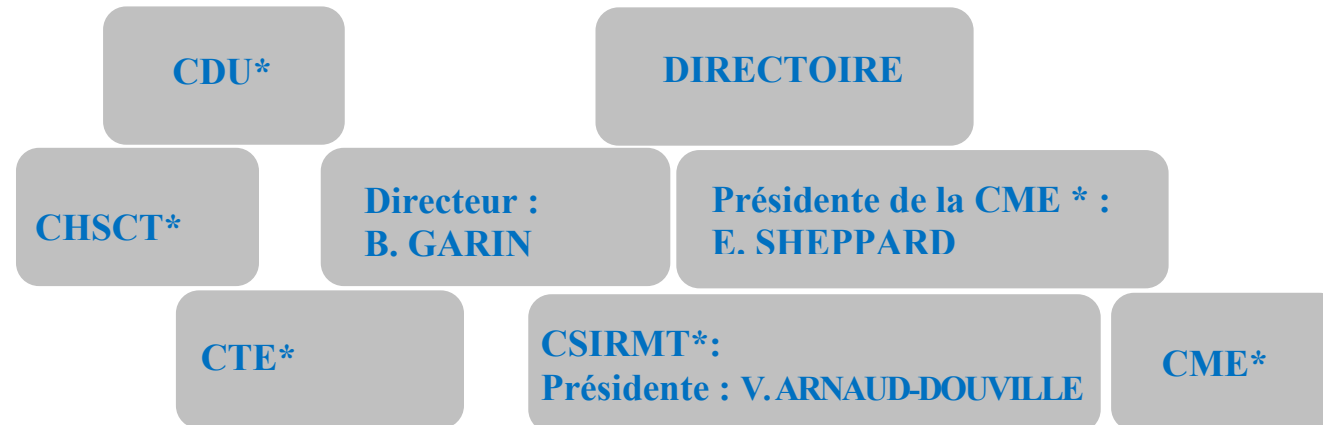 CDU*
DIRECTOIRE
CHSCT*
Directeur :
B. GARIN
Présidente de la CME * :
E. SHEPPARD
CTE*
CSIRMT*:
Présidente : V. ARNAUD-DOUVILLE
CME*